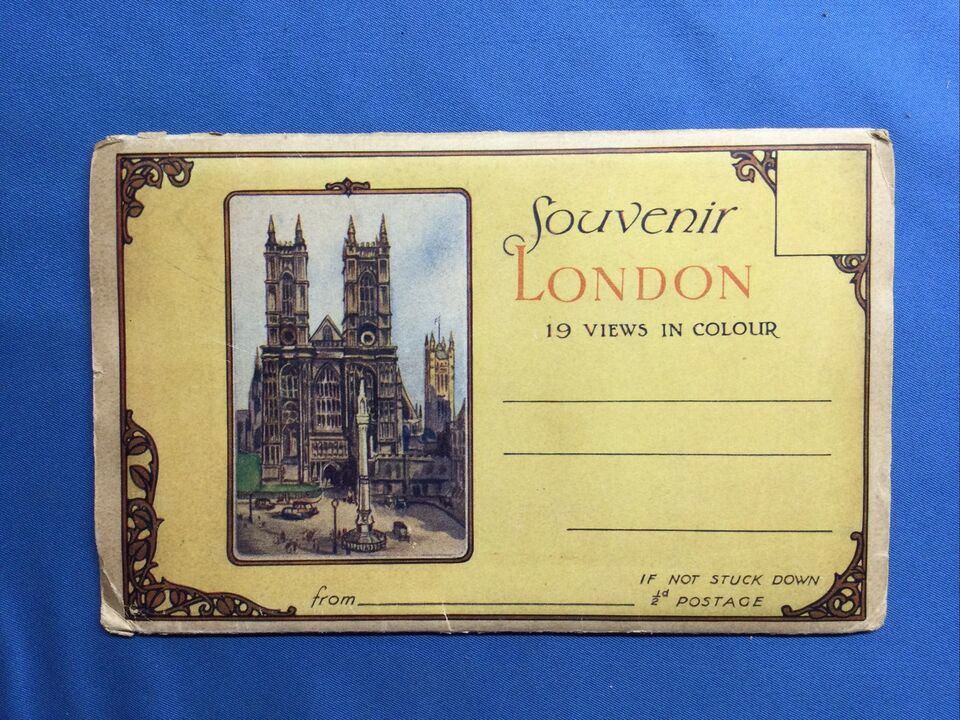 Souvenir
LONDON
19 VIEWS IN COLOUR
IF NOT STUCK DOWN
½d POSTAGE
from